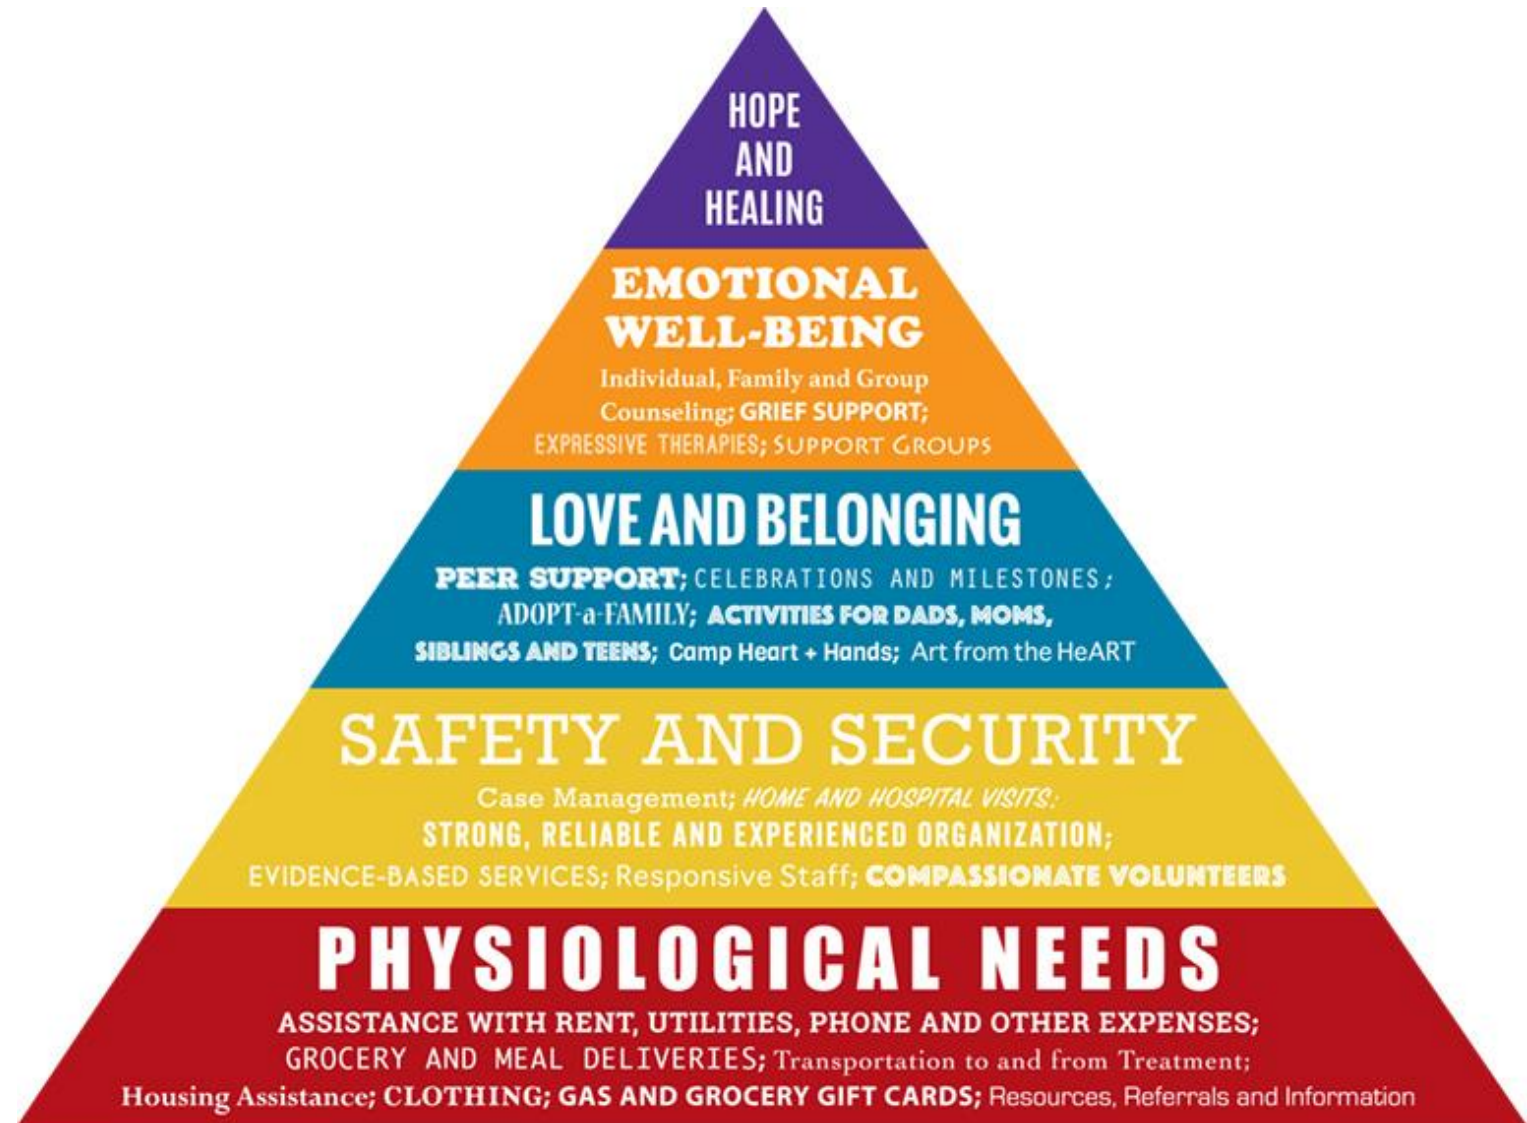 HOPE
AND
HEALING
EMOTIONAL
WELL-BEING
Individual, Family and Group
Counseling; GRIEF SUPPORT;
EXPRESSIVE THERAPIES; SUPPORT GROUPS
LOVE AND BELONGING
PEER SUPPORT; CELEBRATIONS AND MILESTONES;
ADOPT-a-FAMILY; ACTIVITIES FOR DADS, MOMS,
SIBLINGS AND TEENS; Camp Heart + Hands; Art from the HeART
SAFETY AND SECURITY
Case Management; HOME AND HOSPITAL VISITS;
STRONG, RELIABLE AND EXPERIENCED ORGANIZATION;
EVIDENCE-BASED SERVICES; Responsive Staff; COMPASSIONATE VOLUNTEERS
PHYSIOLOGICAL NEEDS
ASSISTANCE WITH RENT, UTILITIES, PHONE AND OTHER EXPENSES;
GROCERY AND MEAL DELIVERIES; Transportation to and from Treatment;
Housing Assistance; CLOTHING; GAS AND GROCERY GIFT CARDS; Resources, Referrals and Information